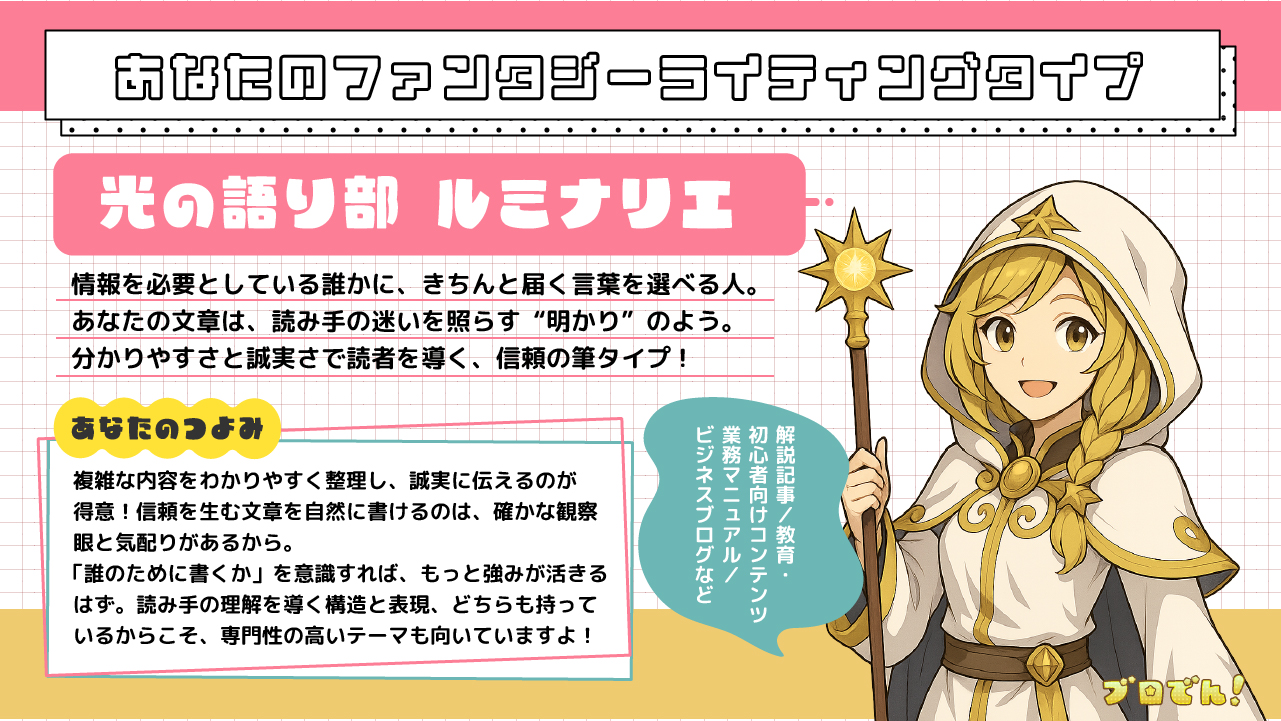 あなたのファンタジーライティングタイプ
光の語り部 ルミナリエ
情報を必要としている誰かに、きちんと届く言葉を選べる人。
あなたの文章は、読み手の迷いを照らす“明かり”のよう。
分かりやすさと誠実さで読者を導く、信頼の筆タイプ！
あなたのつよみ
複雑な内容をわかりやすく整理し、誠実に伝えるのが
得意！信頼を生む文章を自然に書けるのは、確かな観察
眼と気配りがあるから。
「誰のために書くか」を意識すれば、もっと強みが活きる
はず。読み手の理解を導く構造と表現、どちらも持って
いるからこそ、専門性の高いテーマも向いていますよ！
解説記事／教育・
初心者向けコンテンツ
業務マニュアル／
ビジネスブログなど
ブロでん！